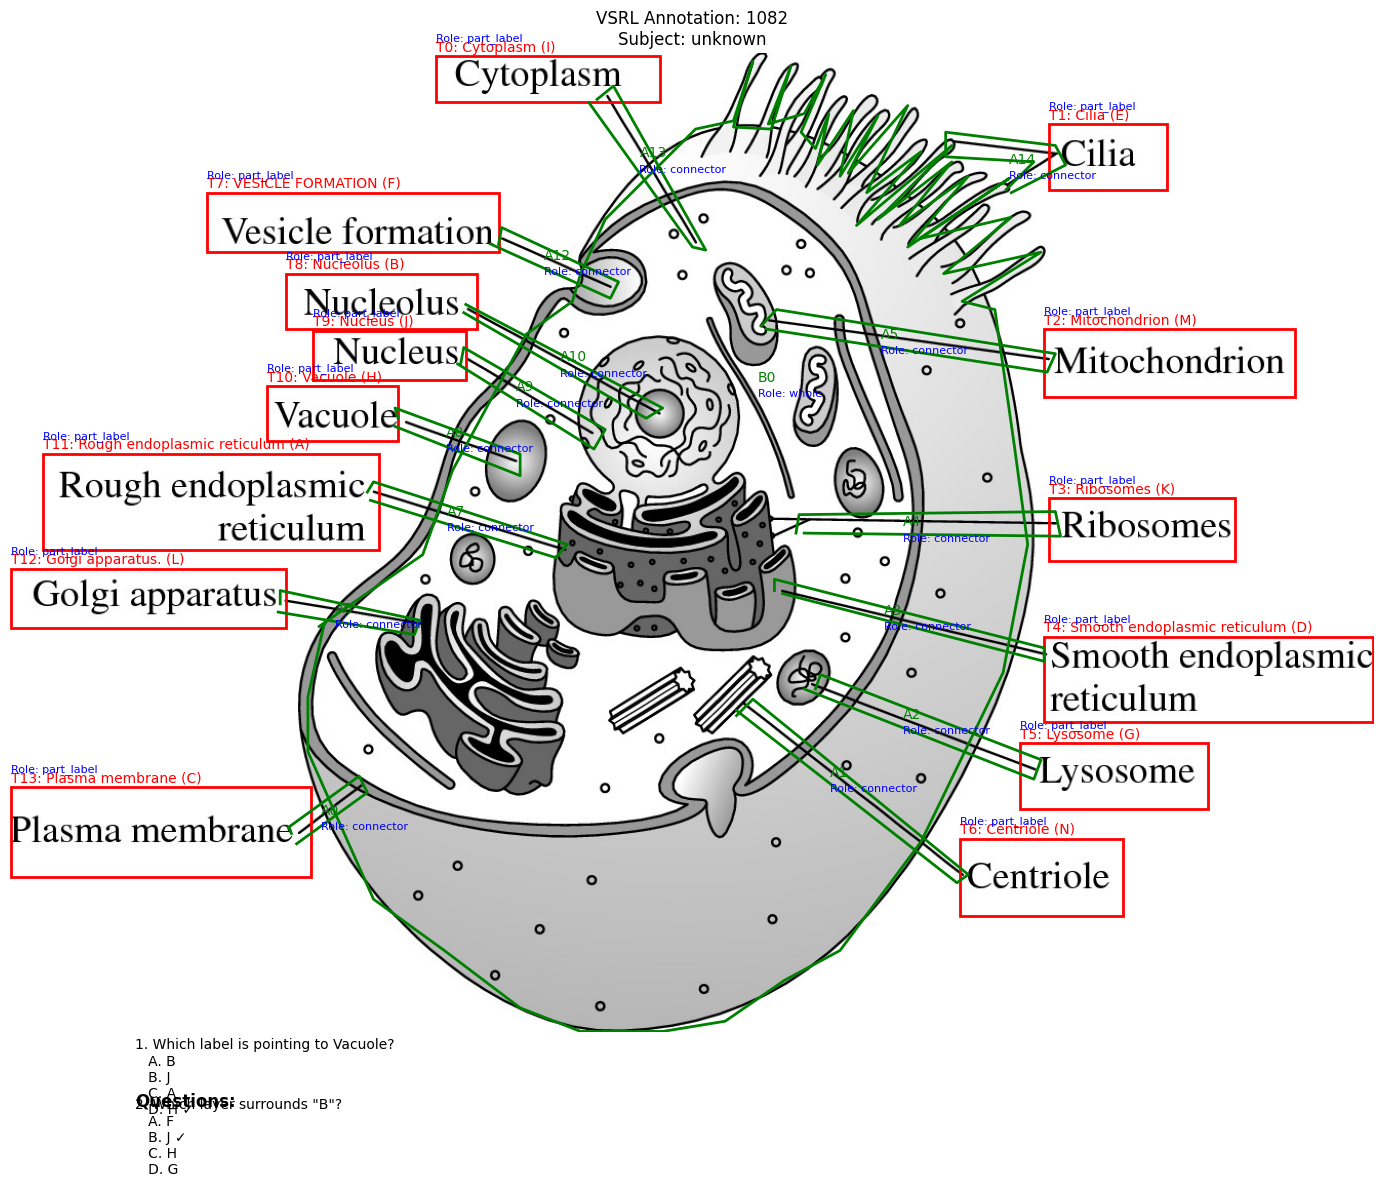 VSRL Annotation: 1082
Subject: unknown
Role: part_label
T0: Cytoplasm (I)
Cytoplasm
Role: part_label
T1: Cilia (E)
Cilia
A13
Role: connector
A14
Role: connector
Role: part_label
T7: VESICLE FORMATION (F)
Vesicle formation
A12
Role: connector
Role: part_label
T8: Nucleolus (B)
Nucleolus
Role: part_label
T9: Nucleus (J)
Nucleus
Role: part_label
T2: Mitochondrion (M)
Mitochondrion
A5
Role: connector
A10
Role: connector
B0
Role: whole
A9
Role: connector
Role: part_label
T10: Vacuole (H)
Vacuole
A8
Role: connector
Role: part_label
T11: Rough endoplasmic reticulum (A)
Rough endoplasmic
reticulum
A7
Role: connector
Role: part_label
T3: Ribosomes (K)
Ribosomes
A4
Role: connector
Role: part_label
T12: Golgi apparatus. (L)
Golgi apparatus
Role: connector
A3
Role: connector
Role: part_label
T4: Smooth endoplasmic reticulum (D)
Smooth endoplasmic
reticulum
A2
Role: connector
Role: part_label
T5: Lysosome (G)
Lysosome
A1
Role: connector
Role: part_label
T13: Plasma membrane (C)
Plasma membrane
A0
Role: connector
Role: part_label
T6: Centriole (N)
Centriole
1. Which label is pointing to Vacuole?
A. B
B. J
C. A
D. H ✓
Questions:
2. Which layer surrounds "B"?
A. F
B. J ✓
C. H
D. G